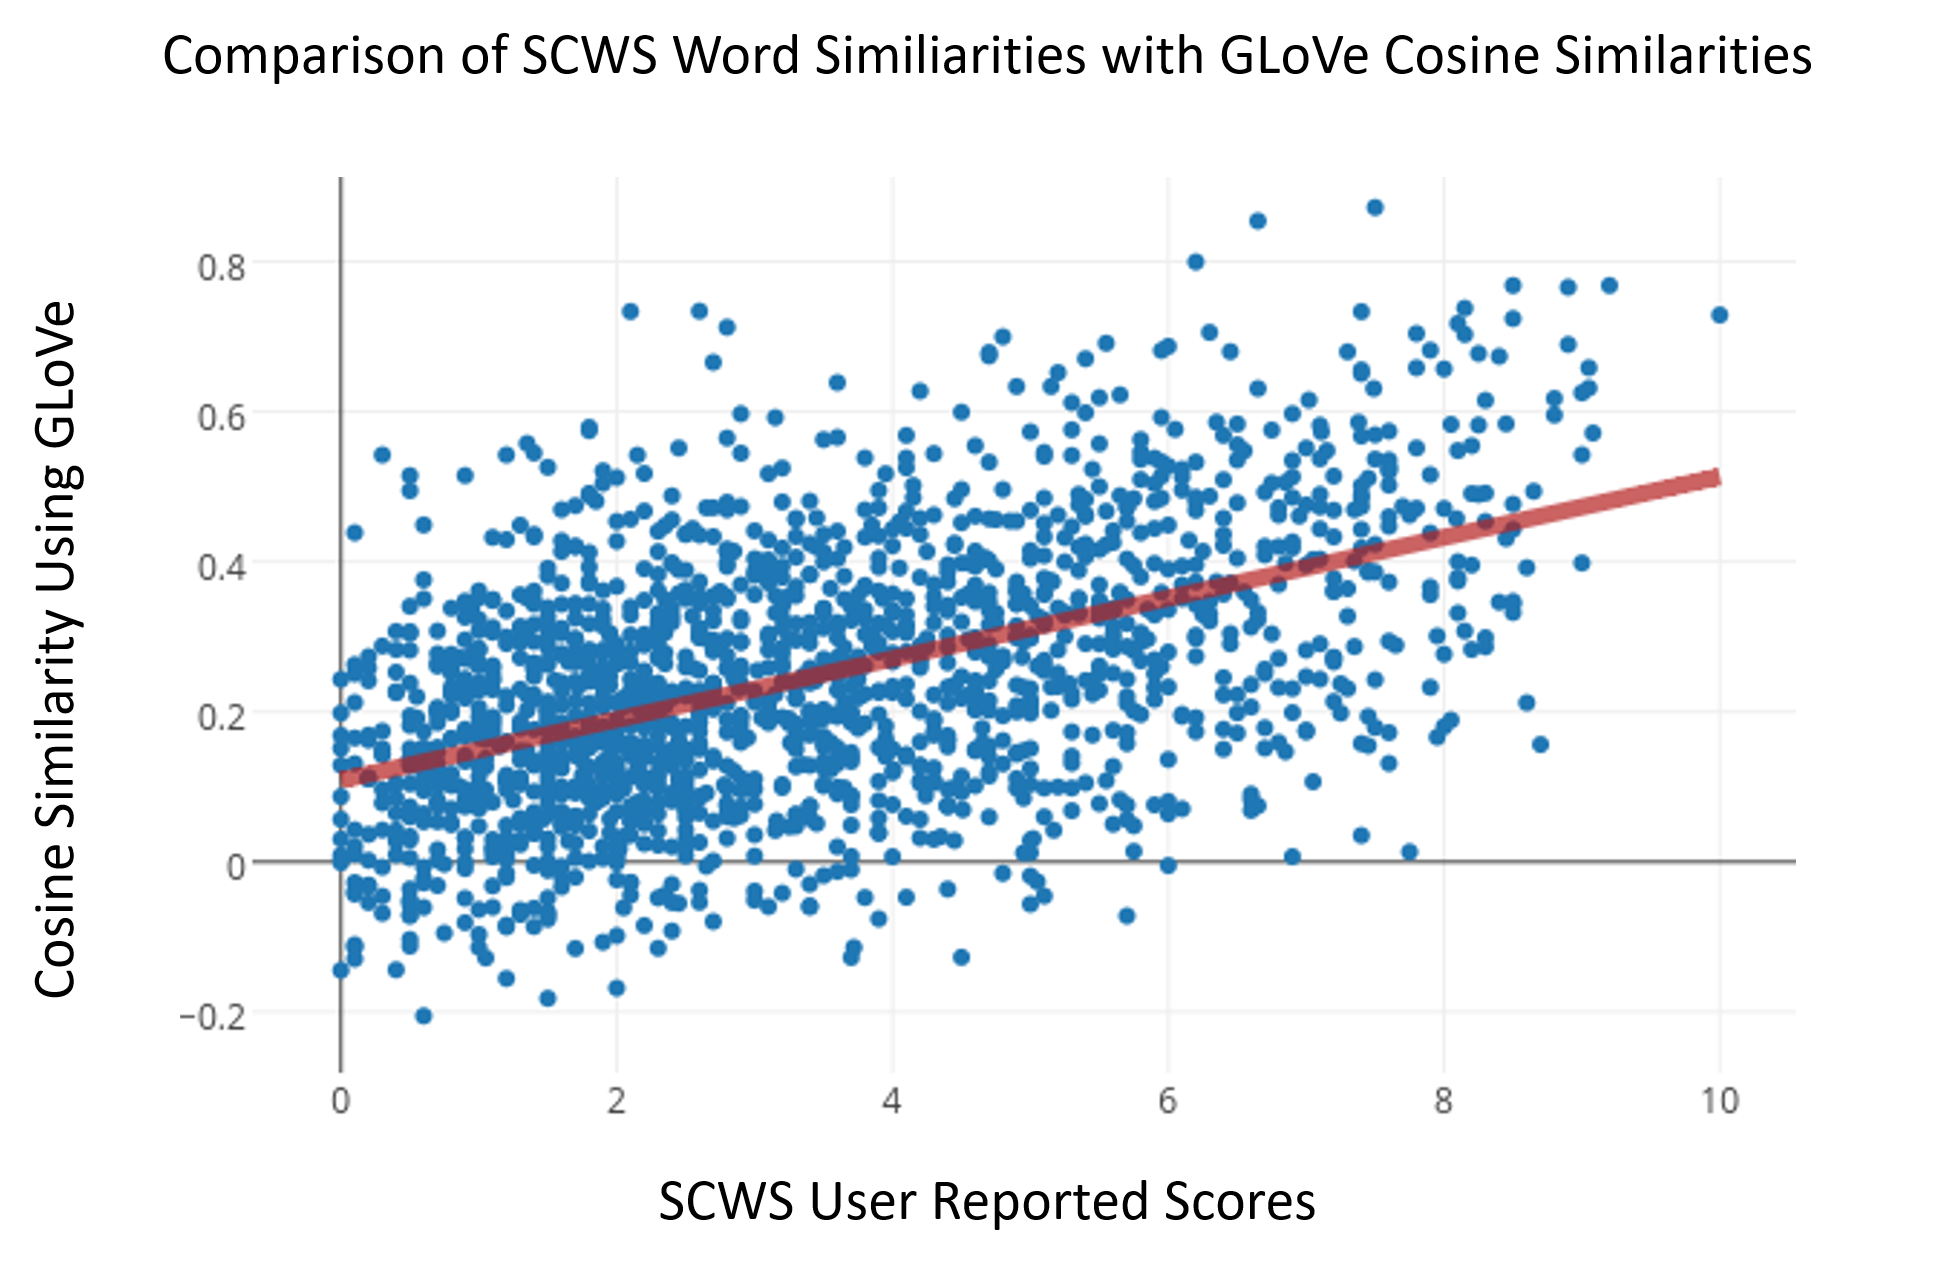 Comparison of SCWS Word Similiarities with GLoVe Cosine Similarities
Cosine Similarity Using GLoVe
0.8
0.6
0.4
0.2
0
−0.2
0 2 4 6 8 10
SCWS User Reported Scores